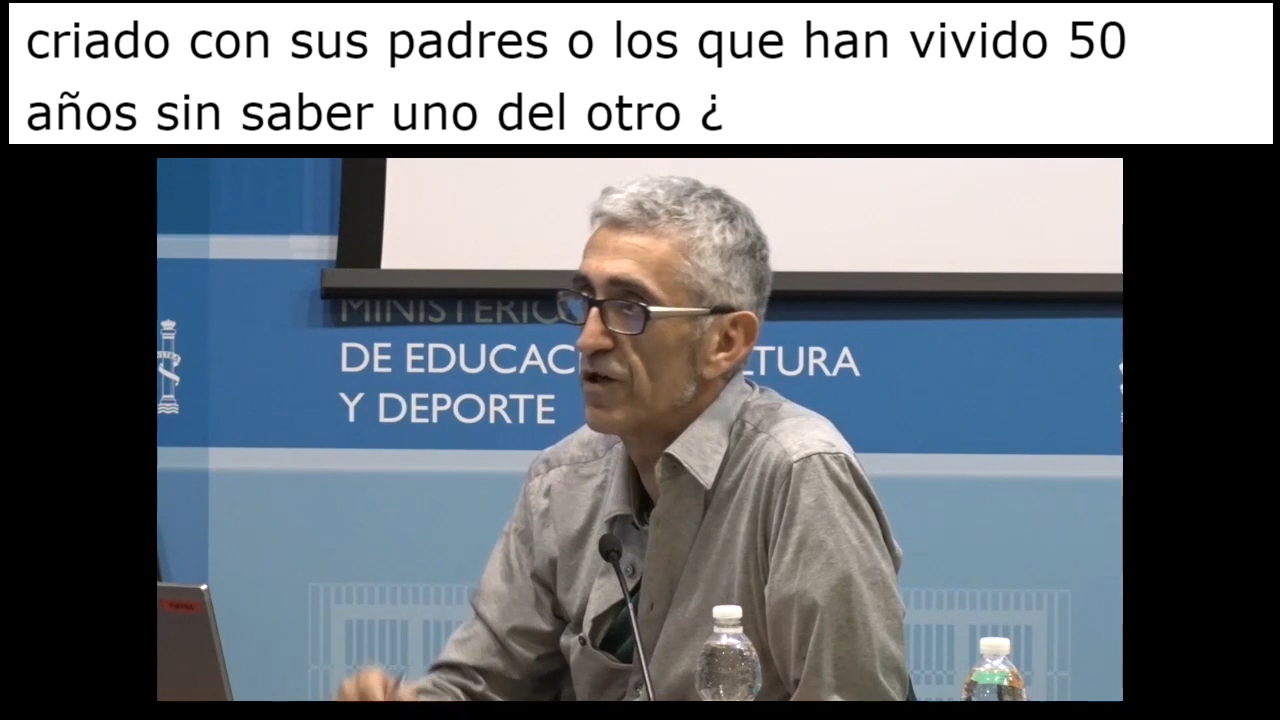 criado con sus padres o los que han vivido 50
años sin saber uno del otro ¿
MINISTERIO
DE EDUCAC TURA
Y DEPORTE